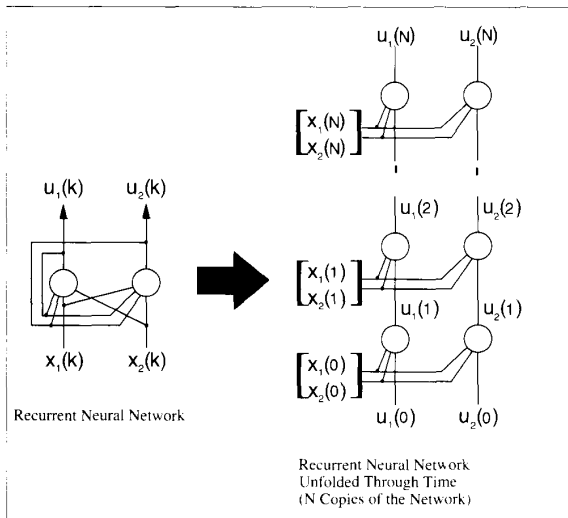 u₁(N) u₂(N)
[x₁(N)
x₂(N)]
u₁(k) u₂(k)
u₁(2) u₂(2)
[x₁(1)
x₂(1)]
u₁(1) u₂(1)
x₁(k) x₂(k)
[x₁(0)
x₂(0)]
Recurrent Neural Network
u₁(0) u₂(0)
Recurrent Neural Network
Unfolded Through Time
(N Copies of the Network)